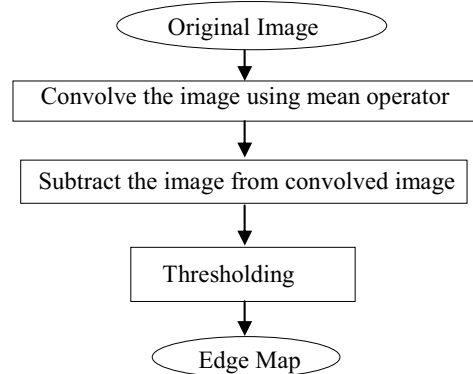 Original Image
Convolve the image using mean operator
Subtract the image from convolved image
Thresholding
Edge Map